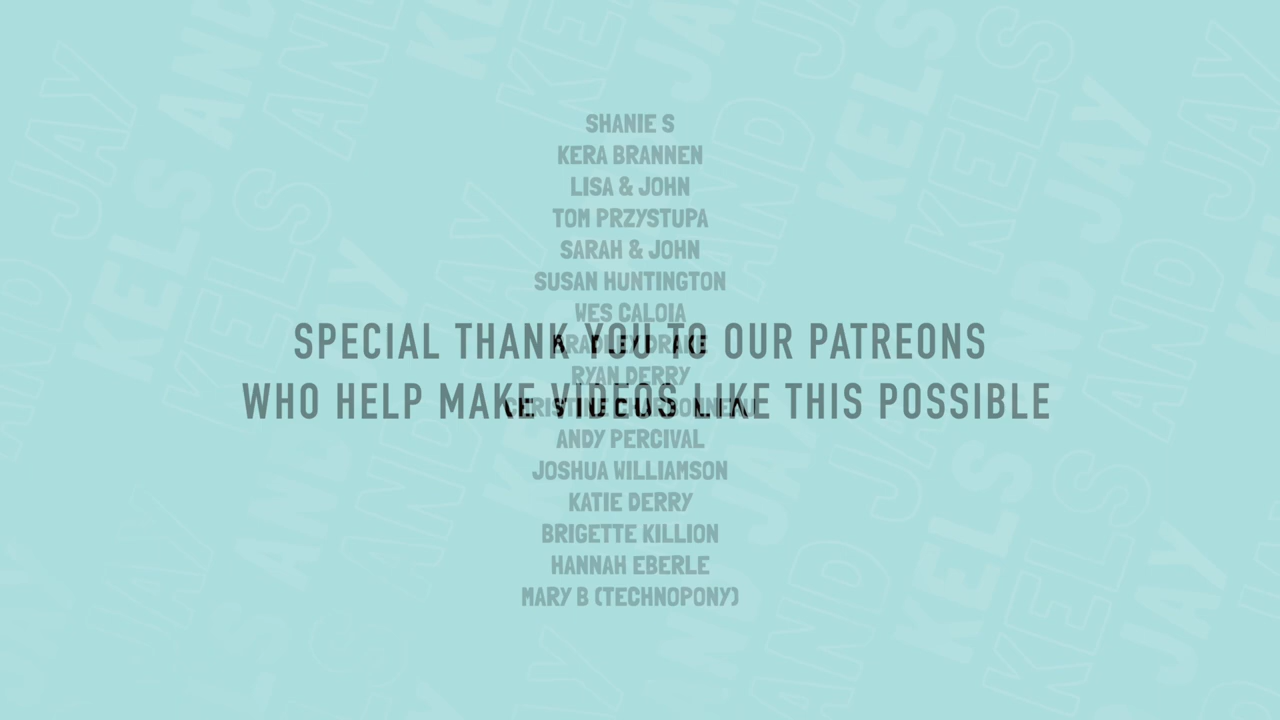 SHANIE S
KERA BRANNEN
LISA & JOHN
TOM PRZYSTUPA
SARAH & JOHN
SUSAN HUNTINGTON
WES CALOIA
SPECIAL THANK YOU TO OUR PATREONS
BRADLEY DRAKE
RYAN DERRY
WHO HELP MAKE VIDEOS LIKE THIS POSSIBLE
ANDY PERCIVAL
JOSHUA WILLIAMSON
KATIE DERRY
BRIGETTE KILLION
HANNAH EBERLE
MARY B (TECHNOPONY)
KELS AND JAY